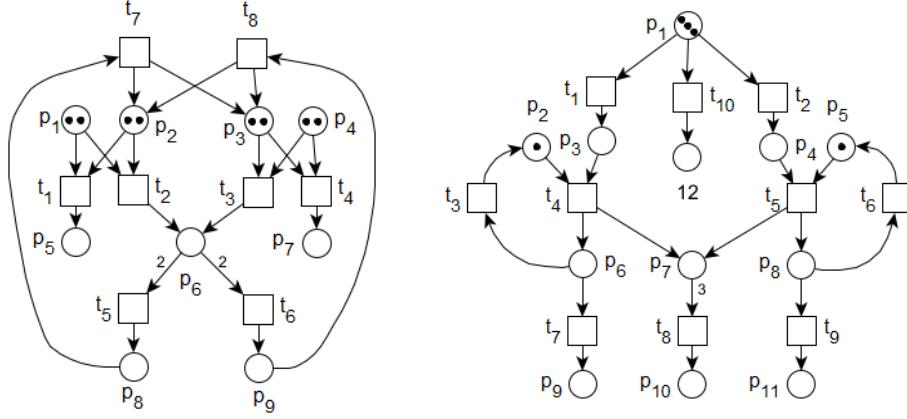 t7 t8
p1 p2 p3 p4
t1 t2 t3 t4
p5 p6 p7
2 2
t5 t6
p8 p9
p1
t1 t10 t2
p2 p3 p4 p5
12
t3 t4 t5 t6
p6 p7 p8
3
t7 t8 t9
p9 p10 p11